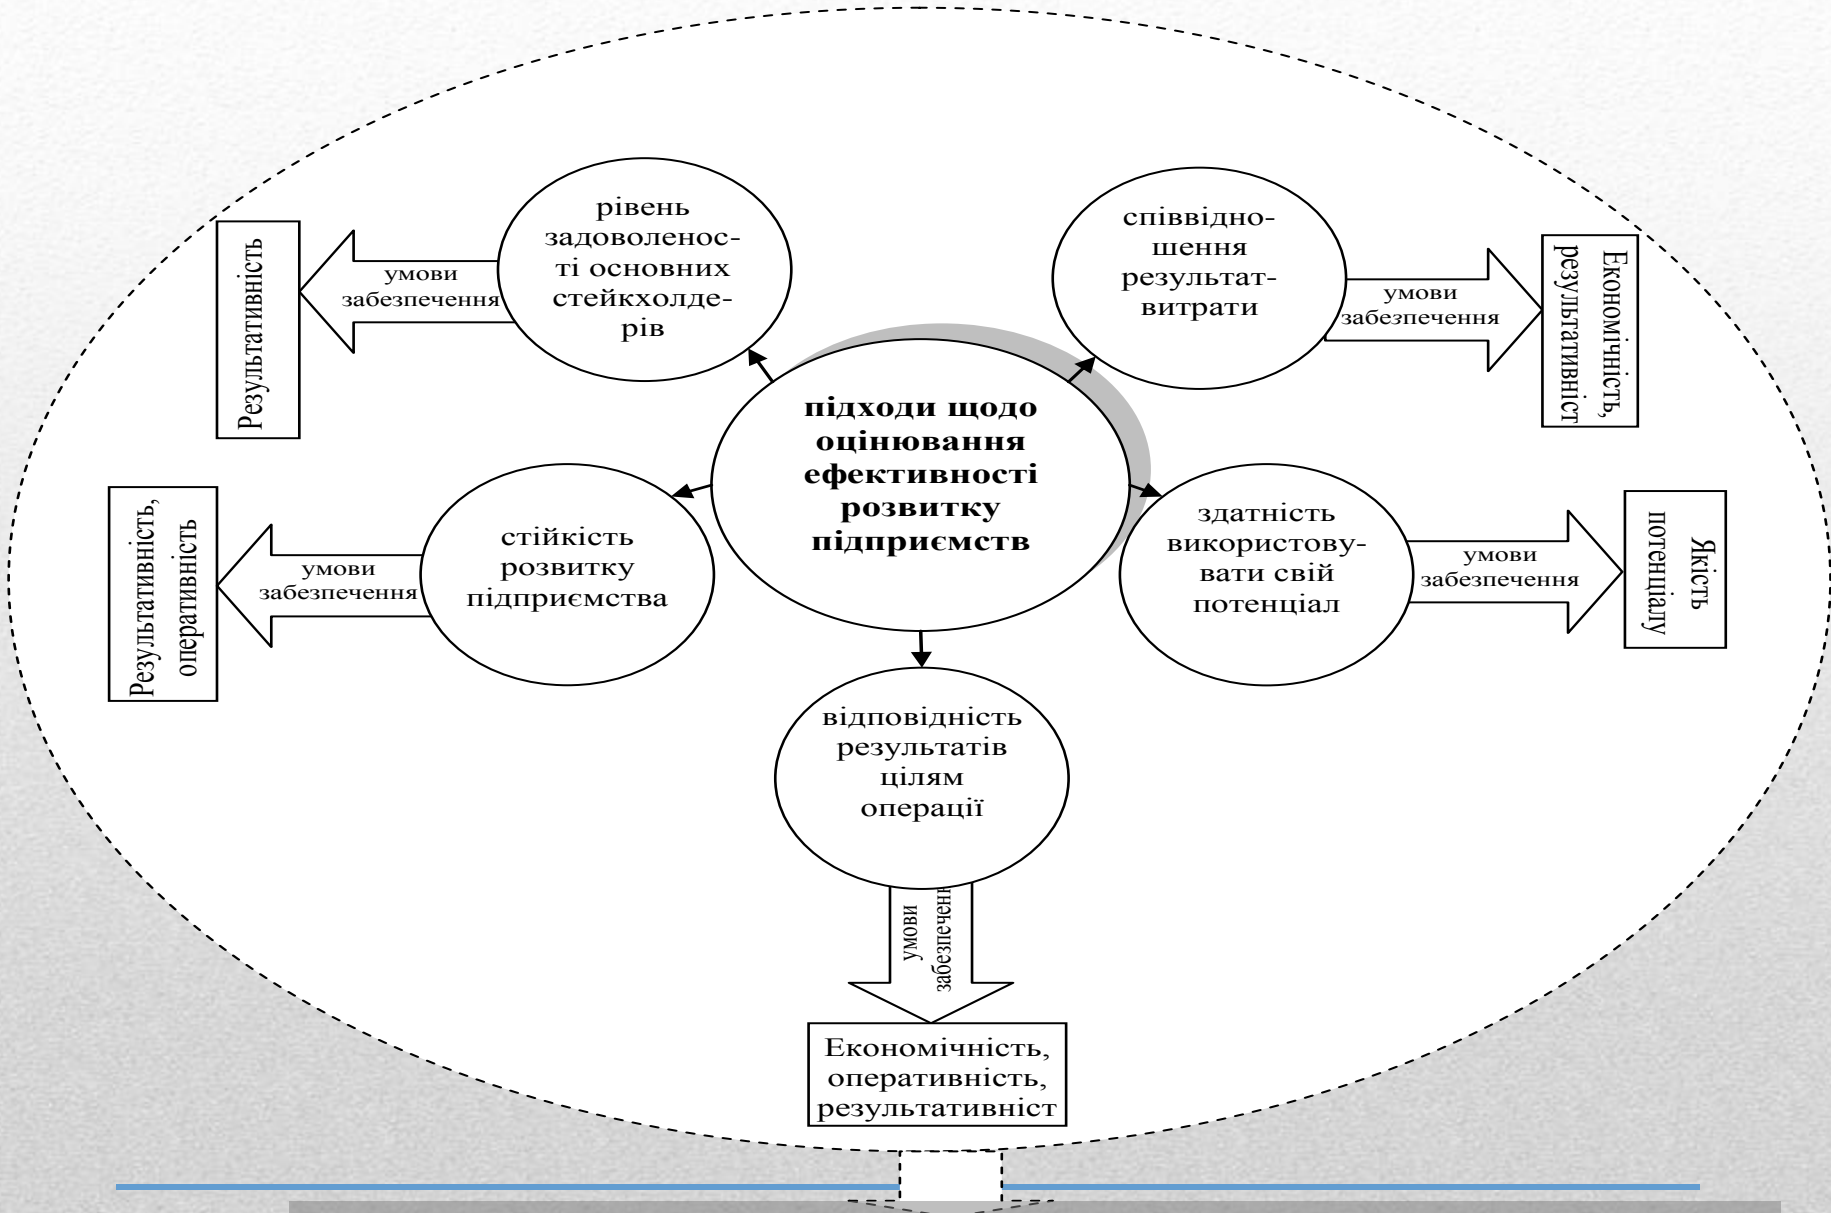 рівень
задоволенос-
ті основних
стейкхолде-
рів
умови
забезпечення
Результативність
співвідно-
шення
результат-
витрати
умови
забезпечення
Економічність,
результативніст
підходи щодо
оцінювання
ефективності
розвитку
підприємств
стійкість
розвитку
підприємства
умови
забезпечення
Результативність,
оперативність
здатність
використову-
вати свій
потенціал
умови
забезпечення
Якість
потенціалу
відповідність
результатів
цілям
операції
умови
забезпеченн
Економічність,
оперативність,
результативніст